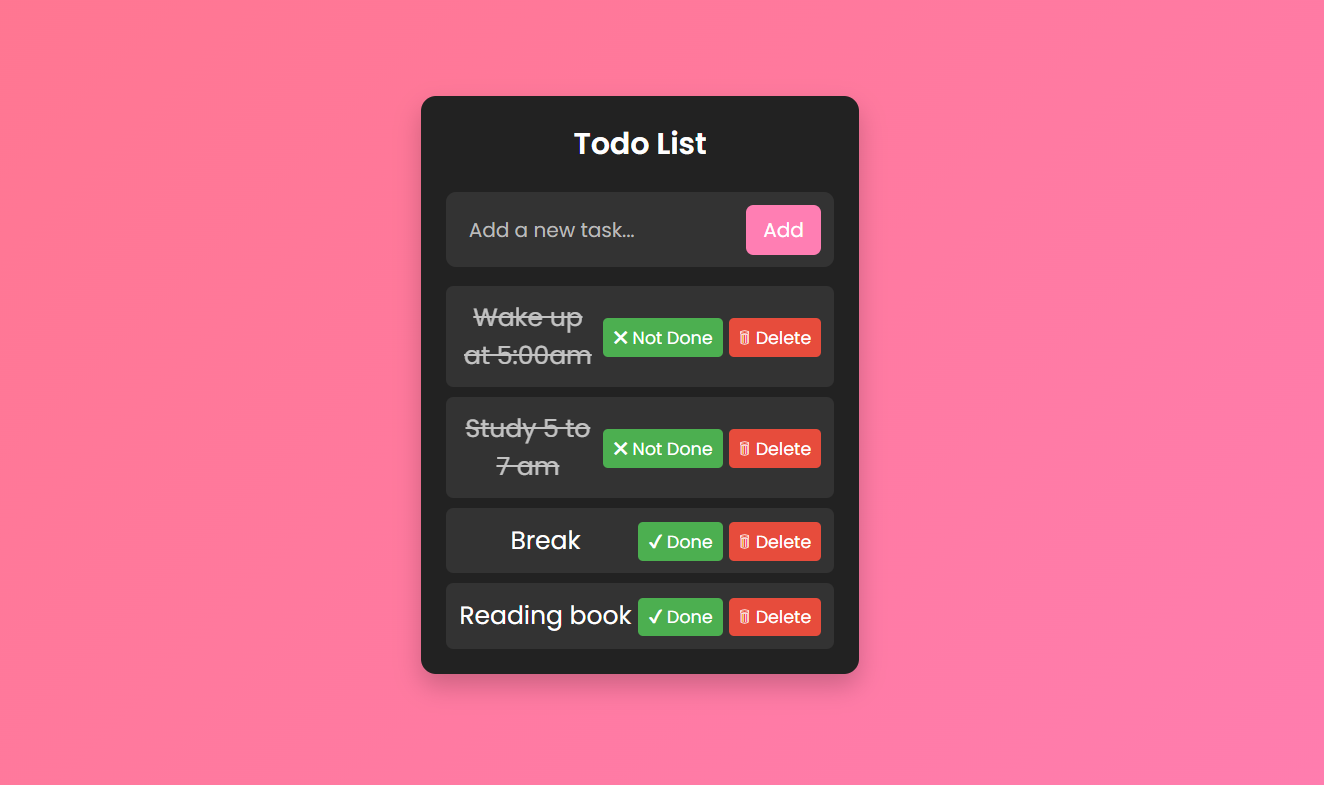 Todo List
Add a new task...
Add
Wake up
at 5:00am
✕ Not Done
🗑 Delete
Study 5 to
7 am
✕ Not Done
🗑 Delete
Break
✓ Done
🗑 Delete
Reading book
✓ Done
🗑 Delete